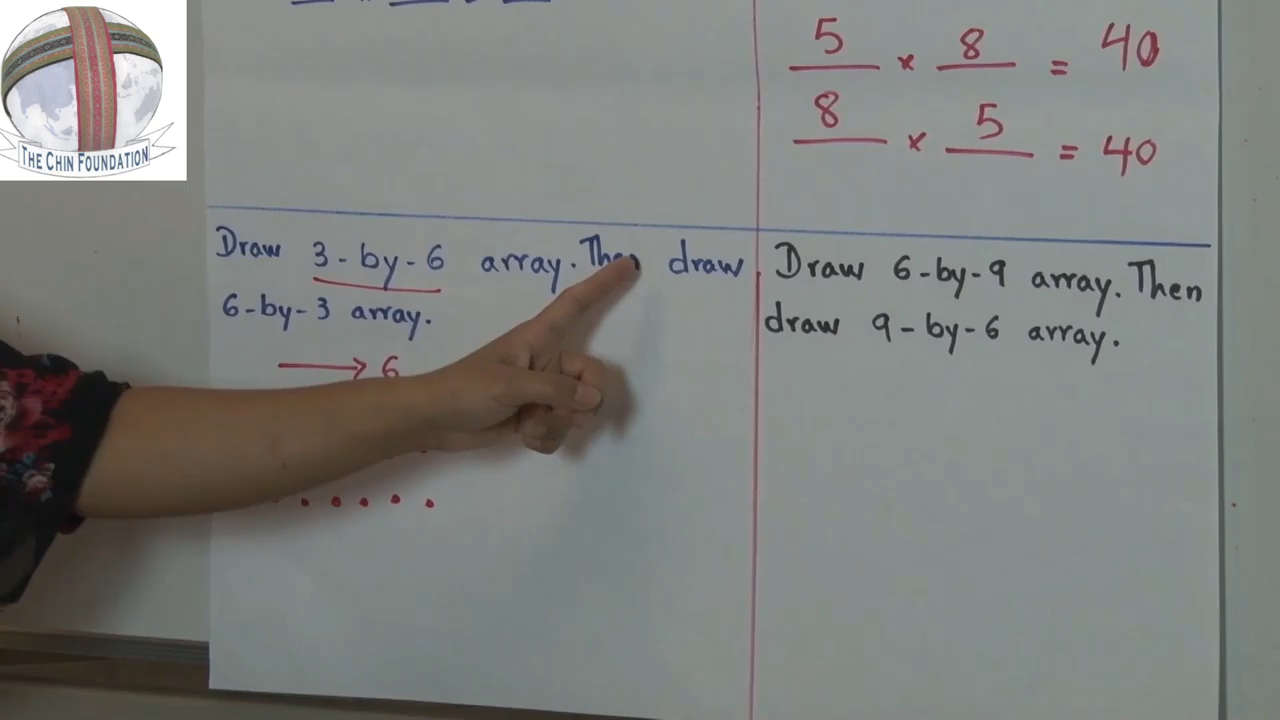 THE CHIN FOUNDATION
5 × 8 = 40
8 × 5 = 40
Draw 3-by-6 array. Then draw
6-by-3 array.
→ 6
Draw 6-by-9 array. Then
draw 9-by-6 array.